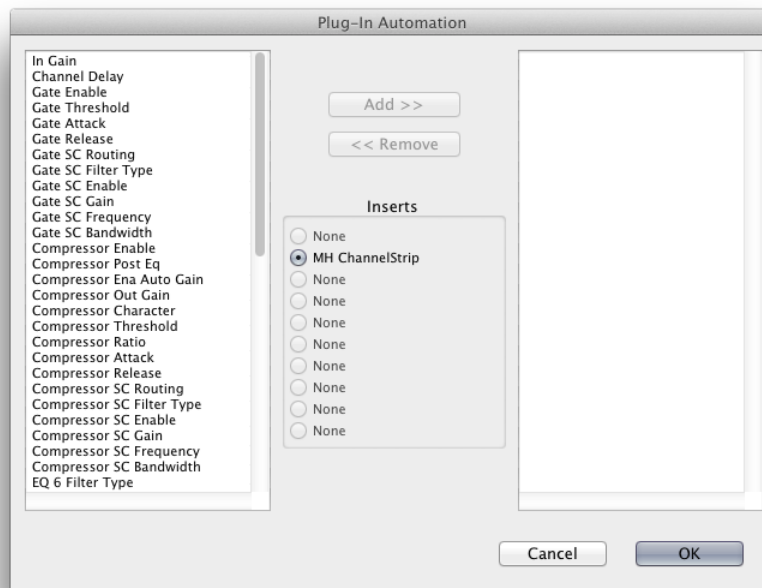 Plug-In Automation
In Gain
Channel Delay
Gate Enable
Gate Threshold
Gate Attack
Gate Release
Gate SC Routing
Gate SC Filter Type
Gate SC Enable
Gate SC Gain
Gate SC Frequency
Gate SC Bandwidth
Compressor Enable
Compressor Post Eq
Compressor Ena Auto Gain
Compressor Out Gain
Compressor Character
Compressor Threshold
Compressor Ratio
Compressor Attack
Compressor Release
Compressor SC Routing
Compressor SC Filter Type
Compressor SC Enable
Compressor SC Gain
Compressor SC Frequency
Compressor SC Bandwidth
EQ 6 Filter Type
Add >>
<< Remove
Inserts
None
MH ChannelStrip
None
None
None
None
None
None
None
None
Cancel
OK